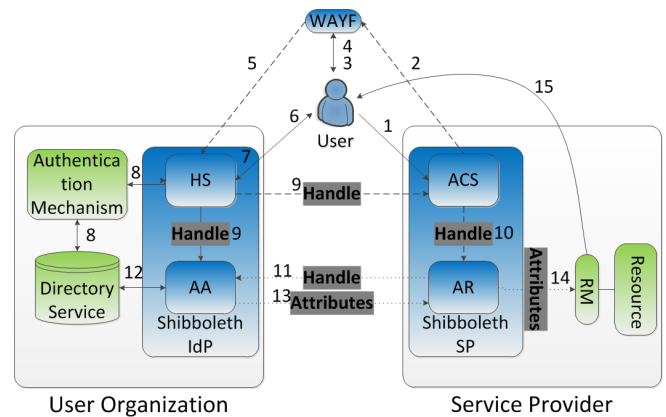 WAYF
5
4
3
2
15
User
6
1
7
Authentica
tion
Mechanism
8
HS
9
Handle
ACS
8
Handle 9
Handle 10
Directory
Service
12
AA
11
Handle
13
Attributes
AR
Attributes
14
RM
Resource
Shibboleth
IdP
Shibboleth
SP
User Organization
Service Provider